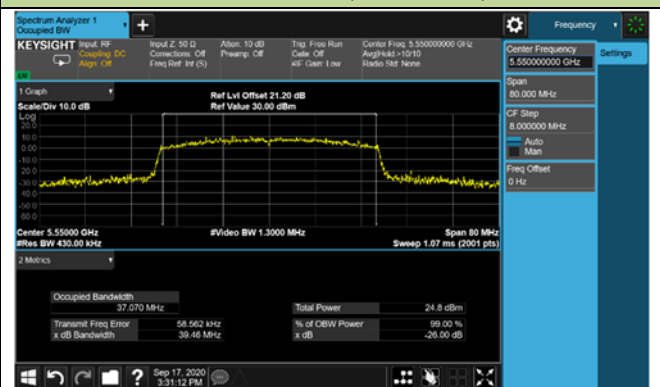 Spectrum Analyzer 1
Occupied BW
Frequency
KEYSIGHT
Input: RF
Coupling: DC
Align: Off
Input Z: 50 Ω
Corrections: Off
Freq Ref: Int (S)
Atten: 10 dB
Preamp: Off
Trig: Free Run
Gate: Off
#IF Gain: Low
Center Freq: 5.550000000 GHz
Avg|Hold:>10/10
Radio Std: None
LXI
Center Frequency
5.550000000 GHz
Settings
Span
80.000 MHz
CF Step
8.000000 MHz
Auto
Man
Freq Offset
0 Hz
1 Graph
Scale/Div 10.0 dB
Ref Lvl Offset 21.20 dB
Ref Value 30.00 dBm
Log
20.0
10.0
0.00
-10.0
-20.0
-30.0
-40.0
-50.0
-60.0
Center 5.55000 GHz
#Res BW 430.00 kHz
#Video BW 1.3000 MHz
Span 80 MHz
Sweep 1.07 ms (2001 pts)
2 Metrics
Occupied Bandwidth
37.070 MHz
Total Power 24.8 dBm
Transmit Freq Error 58.562 kHz
% of OBW Power 99.00 %
x dB Bandwidth 39.46 MHz
x dB -26.00 dB
?
Sep 17, 2020
3:31:12 PM